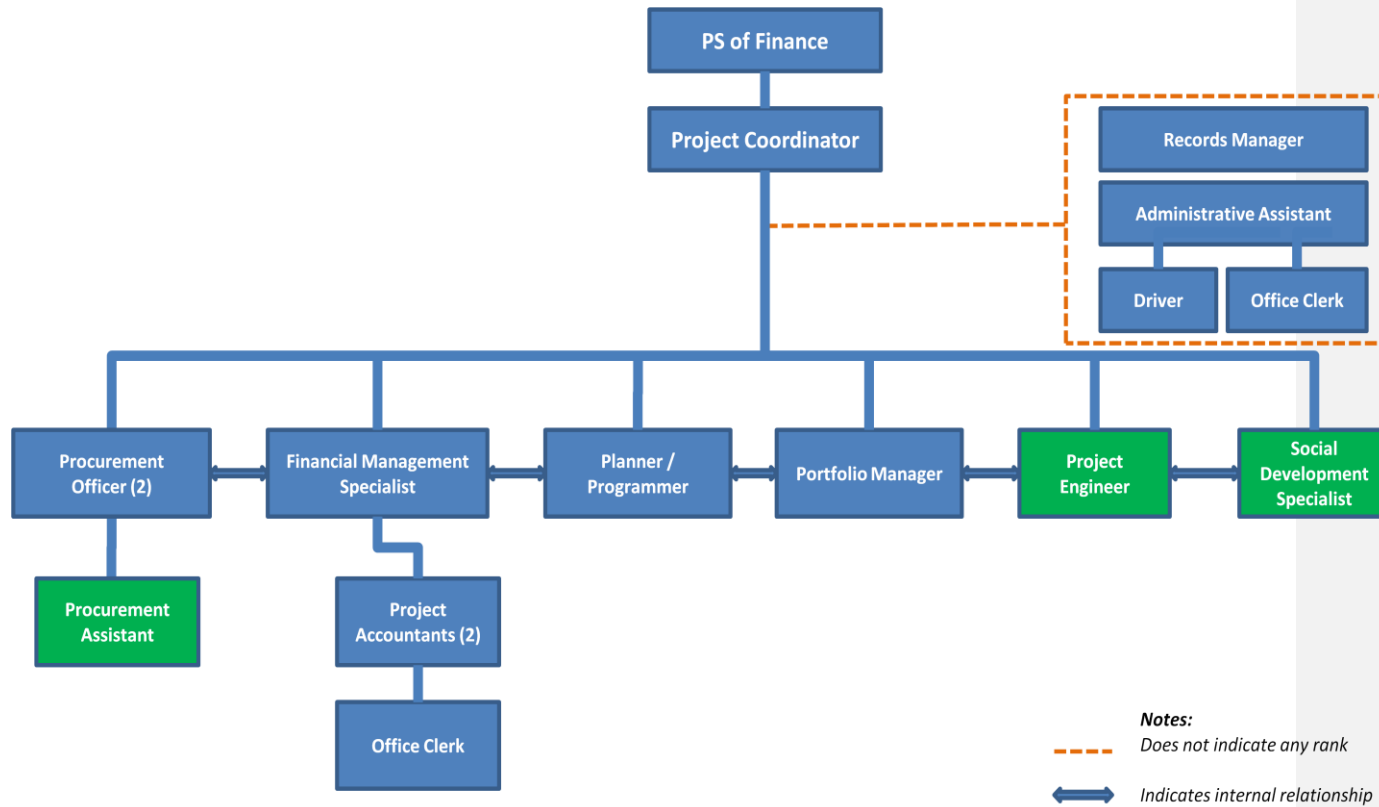 PS of Finance
Project Coordinator
Records Manager
Administrative Assistant
Driver
Office Clerk
Procurement
Officer (2)
Financial Management
Specialist
Planner /
Programmer
Portfolio Manager
Project
Engineer
Social
Development
Specialist
Procurement
Assistant
Project
Accountants (2)
Office Clerk
Notes:
Does not indicate any rank
Indicates internal relationship